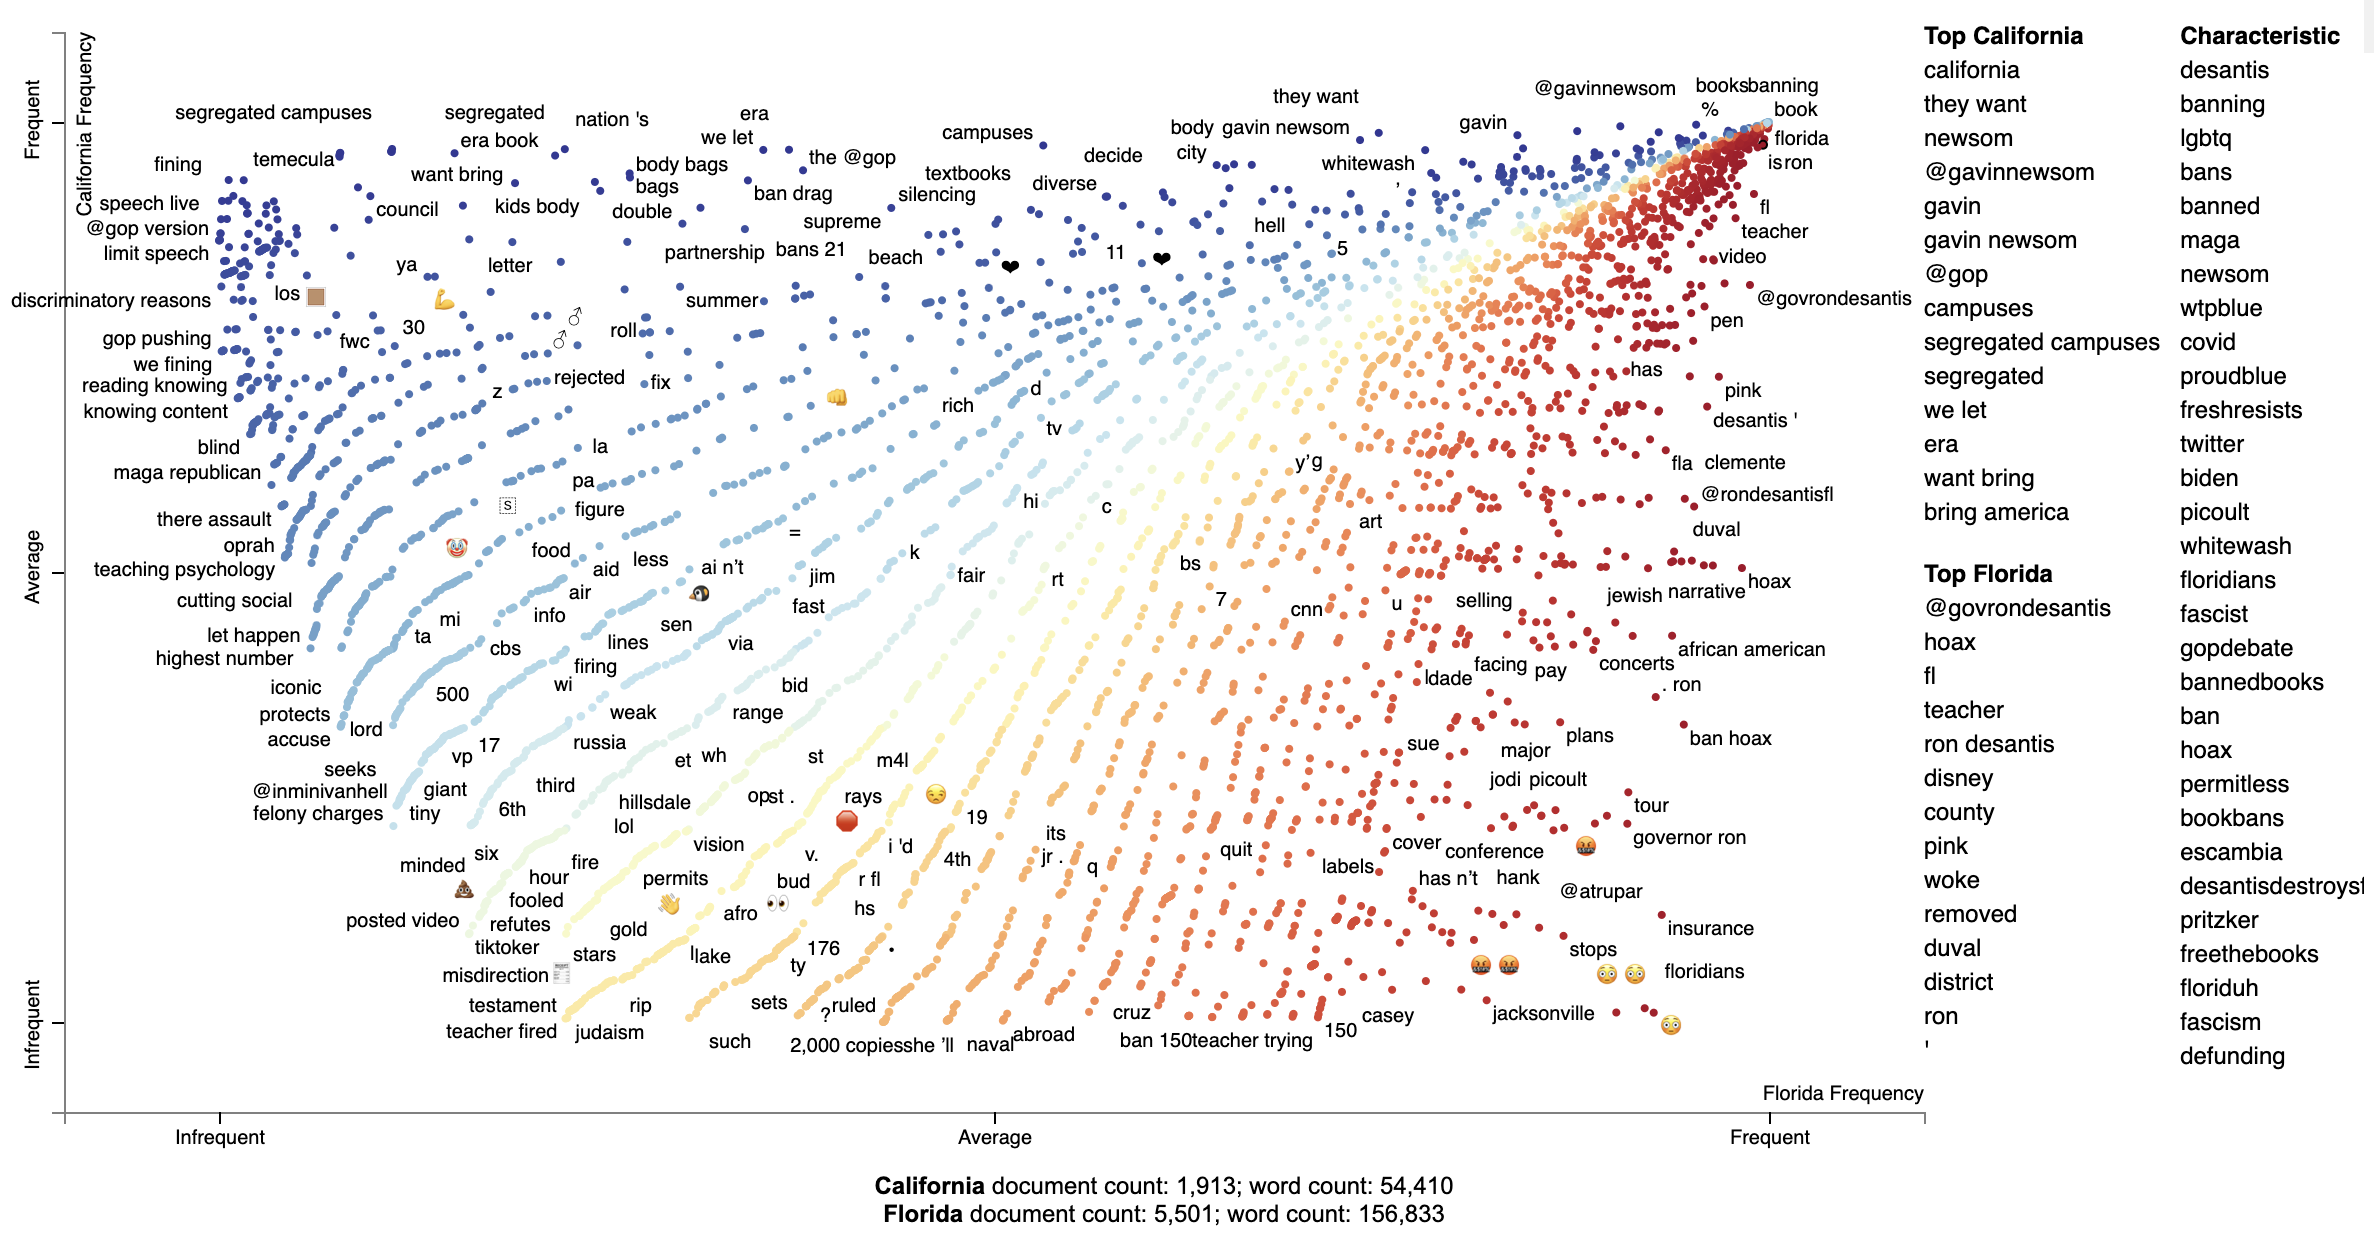 California Frequency
Frequent
Average
Infrequent
@gavinnewsom
booksbanning
they want
%
book
segregated campuses
segregated
nation 's
era
campuses
body
gavin newsom
gavin
florida
era book
we let
city
decide
whitewash
isron
fining
temecula
want bring
body bags
the @gop
textbooks
diverse
,
bags
ban drag
silencing
speech live
council
kids body
double
supreme
hell
fl
@gop version
teacher
limit speech
partnership
bans 21
beach
11
❤
5
video
ya
letter
❤
discriminatory reasons
los
🟫
💪
summer
@govrondesantis
30
♂
roll
pen
gop pushing
fwc
♂
we fining
has
reading knowing
z
rejected
fix
👊
d
pink
knowing content
rich
desantis '
blind
la
tv
maga republican
pa
y’g
fla
clemente
s
figure
hi
c
@rondesantisfl
there assault
art
duval
oprah
🤡
food
=
k
teaching psychology
aid
less
ai n’t
jim
fair
rt
bs
hoax
cutting social
air
🐧
fast
7
cnn
u
selling
jewish
narrative
let happen
ta
mi
info
sen
highest number
cbs
lines
via
african american
iconic
firing
facing
pay
concerts
protects
500
wi
bid
ldade
. ron
accuse
lord
weak
range
seeks
vp
17
russia
et
wh
st
m4l
sue
major
plans
ban hoax
@inminivanhell
giant
third
opst .
rays
😒
jodi picoult
felony charges
tiny
6th
hillsdale
🛑
19
tour
lol
its
governor ron
minded
six
vision
v.
i 'd
4th
jr .
q
quit
labels
cover
conference
🤬
💩
hour
fire
permits
bud
r fl
has n’t
hank
@atrupar
posted video
fooled
👋
afro
👀
hs
insurance
refutes
gold
tiktoker
stars
llake
176
.
stops
misdirection
📰
ty
🤬
🤬
😳
😳
floridians
testament
rip
sets
?
ruled
cruz
casey
jacksonville
😳
teacher fired
judaism
such
2,000 copies
she ’ll
naval
abroad
ban 150
teacher trying
150
Florida Frequency
Infrequent
Average
Frequent
California document count: 1,913; word count: 54,410
Florida document count: 5,501; word count: 156,833
Top California
california
they want
newsom
@gavinnewsom
gavin
gavin newsom
@gop
campuses
segregated campuses
segregated
we let
era
want bring
bring america
Top Florida
@govrondesantis
hoax
fl
teacher
ron desantis
disney
county
pink
woke
removed
duval
district
ron
'
Characteristic
desantis
banning
lgbtq
bans
banned
maga
newsom
wtpblue
covid
proudblue
freshresists
twitter
biden
picoult
whitewash
floridians
fascist
gopdebate
bannedbooks
ban
hoax
permitless
bookbans
escambia
desantisdestroysf
pritzker
freethebooks
floriduh
fascism
defunding